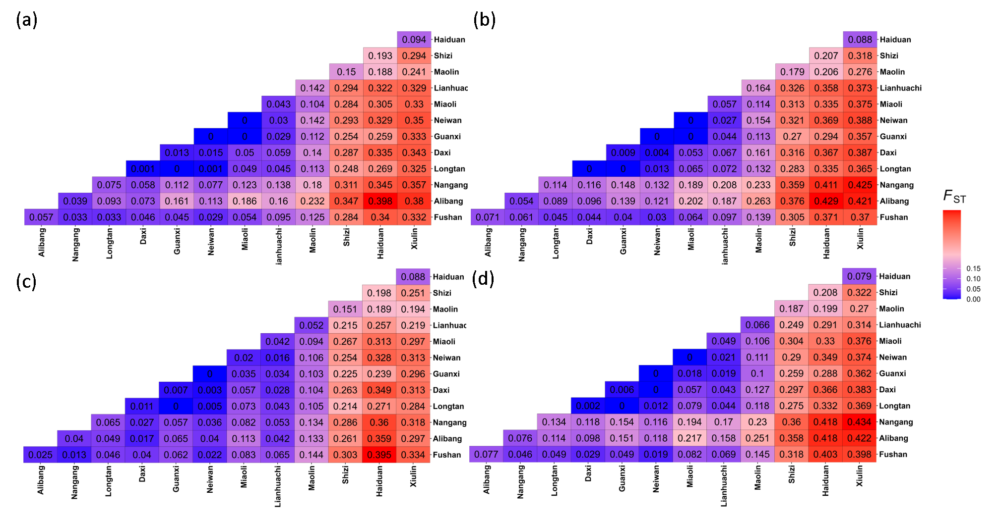 (a)
0.094 Haiduan
0.193 0.294 Shizi
0.15 0.188 0.241 Maolin
0.142 0.294 0.322 0.329 Lianhuac
0.043 0.104 0.284 0.305 0.33 Miaoli
0 0.03 0.142 0.293 0.329 0.35 Neiwan
0 0 0.029 0.112 0.254 0.259 0.333 Guanxi
0.013 0.015 0.05 0.059 0.14 0.287 0.335 0.343 Daxi
0.001 0 0.001 0.049 0.045 0.113 0.248 0.269 0.325 Longtan
0.075 0.058 0.112 0.077 0.123 0.138 0.18 0.311 0.345 0.357 Nangang
0.039 0.093 0.073 0.161 0.113 0.186 0.16 0.232 0.347 0.398 0.38 Alibang
0.057 0.033 0.033 0.046 0.045 0.029 0.054 0.095 0.125 0.284 0.34 0.332 Fushan
Alibang Nangang Longtan Daxi Guanxi Neiwan Miaoli ianhuachi Maolin Shizi Haiduan Xiulin
(b)
0.088 Haiduan
0.207 0.318 Shizi
0.179 0.206 0.276 Maolin
0.164 0.326 0.358 0.373 Lianhuachi
0.057 0.114 0.313 0.335 0.375 Miaoli
0 0.027 0.154 0.321 0.369 0.388 Neiwan
0 0 0.044 0.113 0.27 0.294 0.357 Guanxi
0.009 0.004 0.053 0.067 0.161 0.316 0.367 0.387 Daxi
0 0 0.013 0.065 0.072 0.132 0.283 0.335 0.365 Longtan
0.114 0.116 0.148 0.132 0.189 0.208 0.233 0.359 0.411 0.425 Nangang
0.054 0.089 0.096 0.139 0.121 0.202 0.187 0.263 0.376 0.429 0.421 Alibang
0.071 0.061 0.045 0.044 0.04 0.03 0.064 0.097 0.139 0.305 0.371 0.37 Fushan
Alibang Nangang Longtan Daxi Guanxi Neiwan Miaoli ianhuachi Maolin Shizi Haiduan Xiulin
FST
0.15
0.10
0.05
0.00
(c)
0.088 Haiduan
0.198 0.251 Shizi
0.151 0.189 0.194 Maolin
0.052 0.215 0.257 0.219 Lianhuac
0.042 0.094 0.267 0.313 0.297 Miaoli
0.02 0.016 0.106 0.254 0.328 0.313 Neiwan
0 0.035 0.034 0.103 0.225 0.239 0.296 Guanxi
0.007 0.003 0.057 0.028 0.104 0.263 0.349 0.313 Daxi
0.011 0 0.005 0.073 0.043 0.105 0.214 0.271 0.284 Longtan
0.065 0.027 0.057 0.036 0.082 0.053 0.134 0.286 0.36 0.318 Nangang
0.04 0.049 0.017 0.065 0.04 0.113 0.042 0.133 0.261 0.359 0.297 Alibang
0.025 0.013 0.046 0.04 0.062 0.022 0.083 0.065 0.144 0.303 0.395 0.334 Fushan
Alibang Nangang Longtan Daxi Guanxi Neiwan Miaoli Lianhuachi Maolin Shizi Haiduan Xiulin
(d)
0.079 Haiduan
0.208 0.322 Shizi
0.187 0.199 0.27 Maolin
0.066 0.249 0.291 0.314 Lianhuachi
0.049 0.106 0.304 0.33 0.376 Miaoli
0 0.021 0.111 0.29 0.349 0.374 Neiwan
0 0.018 0.019 0.1 0.259 0.288 0.362 Guanxi
0.006 0 0.057 0.043 0.127 0.297 0.366 0.383 Daxi
0.002 0 0.012 0.079 0.044 0.118 0.275 0.332 0.369 Longtan
0.134 0.118 0.154 0.116 0.194 0.17 0.23 0.36 0.418 0.434 Nangang
0.076 0.114 0.098 0.151 0.118 0.217 0.158 0.251 0.358 0.418 0.422 Alibang
0.077 0.046 0.049 0.029 0.049 0.019 0.082 0.069 0.145 0.318 0.403 0.398 Fushan
Alibang Nangang Longtan Daxi Guanxi Neiwan Miaoli Lianhuachi Maolin Shizi Haiduan Xiulin